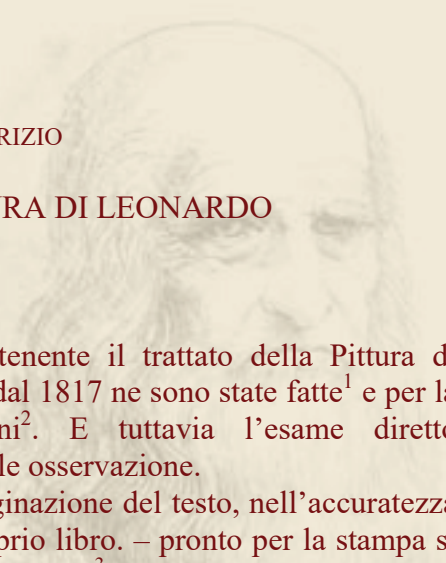 RIZIO
RA DI LEONARDO
tenente il trattato della Pittura d
dal 1817 ne sono state fatte¹ e per la
ni². E tuttavia l’esame diretto
le osservazione.
ginazione del testo, nell’accuratezza
prio libro. – pronto per la stampa s